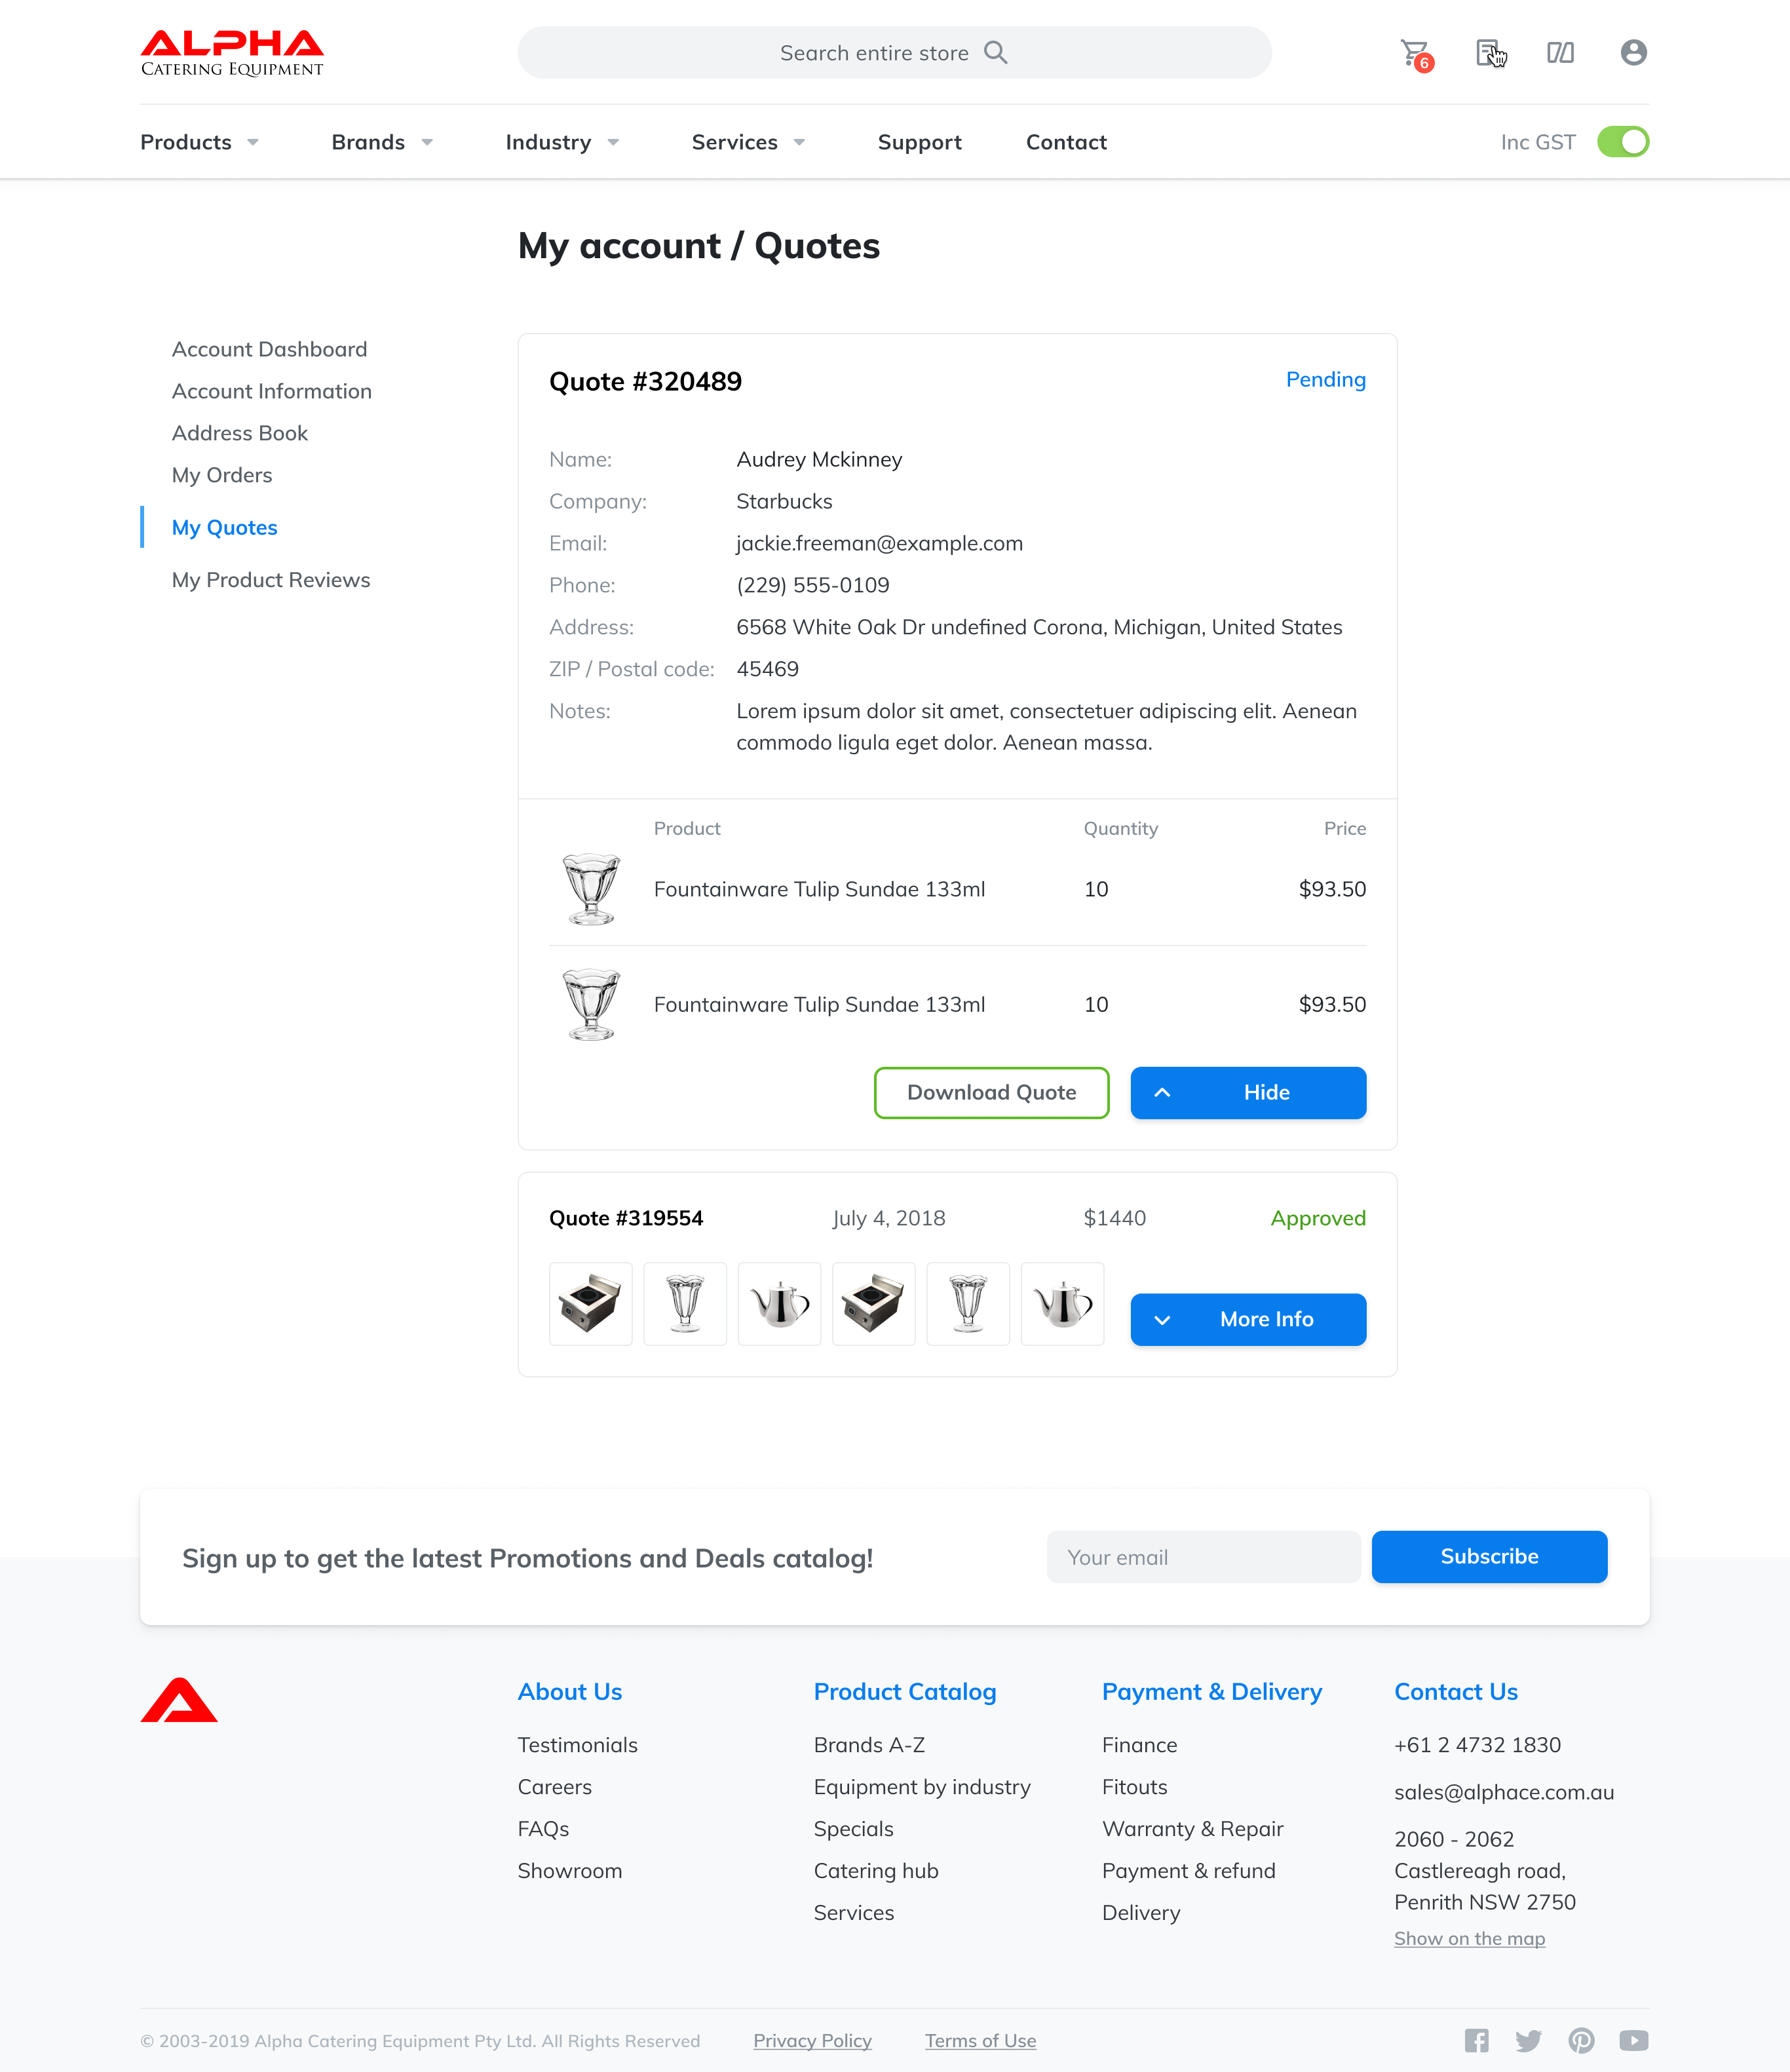 ALPHA
CATERING EQUIPMENT
Search entire store
6
Products
Brands
Industry
Services
Support
Contact
Inc GST
My account / Quotes
Account Dashboard
Account Information
Address Book
My Orders
My Quotes
My Product Reviews
Quote #320489
Pending
Name: Audrey Mckinney
Company: Starbucks
Email: jackie.freeman@example.com
Phone: (229) 555-0109
Address: 6568 White Oak Dr undefined Corona, Michigan, United States
ZIP / Postal code: 45469
Notes: Lorem ipsum dolor sit amet, consectetuer adipiscing elit. Aenean
commodo ligula eget dolor. Aenean massa.
Product Quantity Price
Fountainware Tulip Sundae 133ml 10 $93.50
Fountainware Tulip Sundae 133ml 10 $93.50
Download Quote
Hide
Quote #319554 July 4, 2018 $1440 Approved
More Info
Sign up to get the latest Promotions and Deals catalog!
Your email
Subscribe
About Us
Testimonials
Careers
FAQs
Showroom
Product Catalog
Brands A-Z
Equipment by industry
Specials
Catering hub
Services
Payment & Delivery
Finance
Fitouts
Warranty & Repair
Payment & refund
Delivery
Contact Us
+61 2 4732 1830
sales@alphace.com.au
2060 - 2062
Castlereagh road,
Penrith NSW 2750
Show on the map
© 2003-2019 Alpha Catering Equipment Pty Ltd. All Rights Reserved
Privacy Policy
Terms of Use